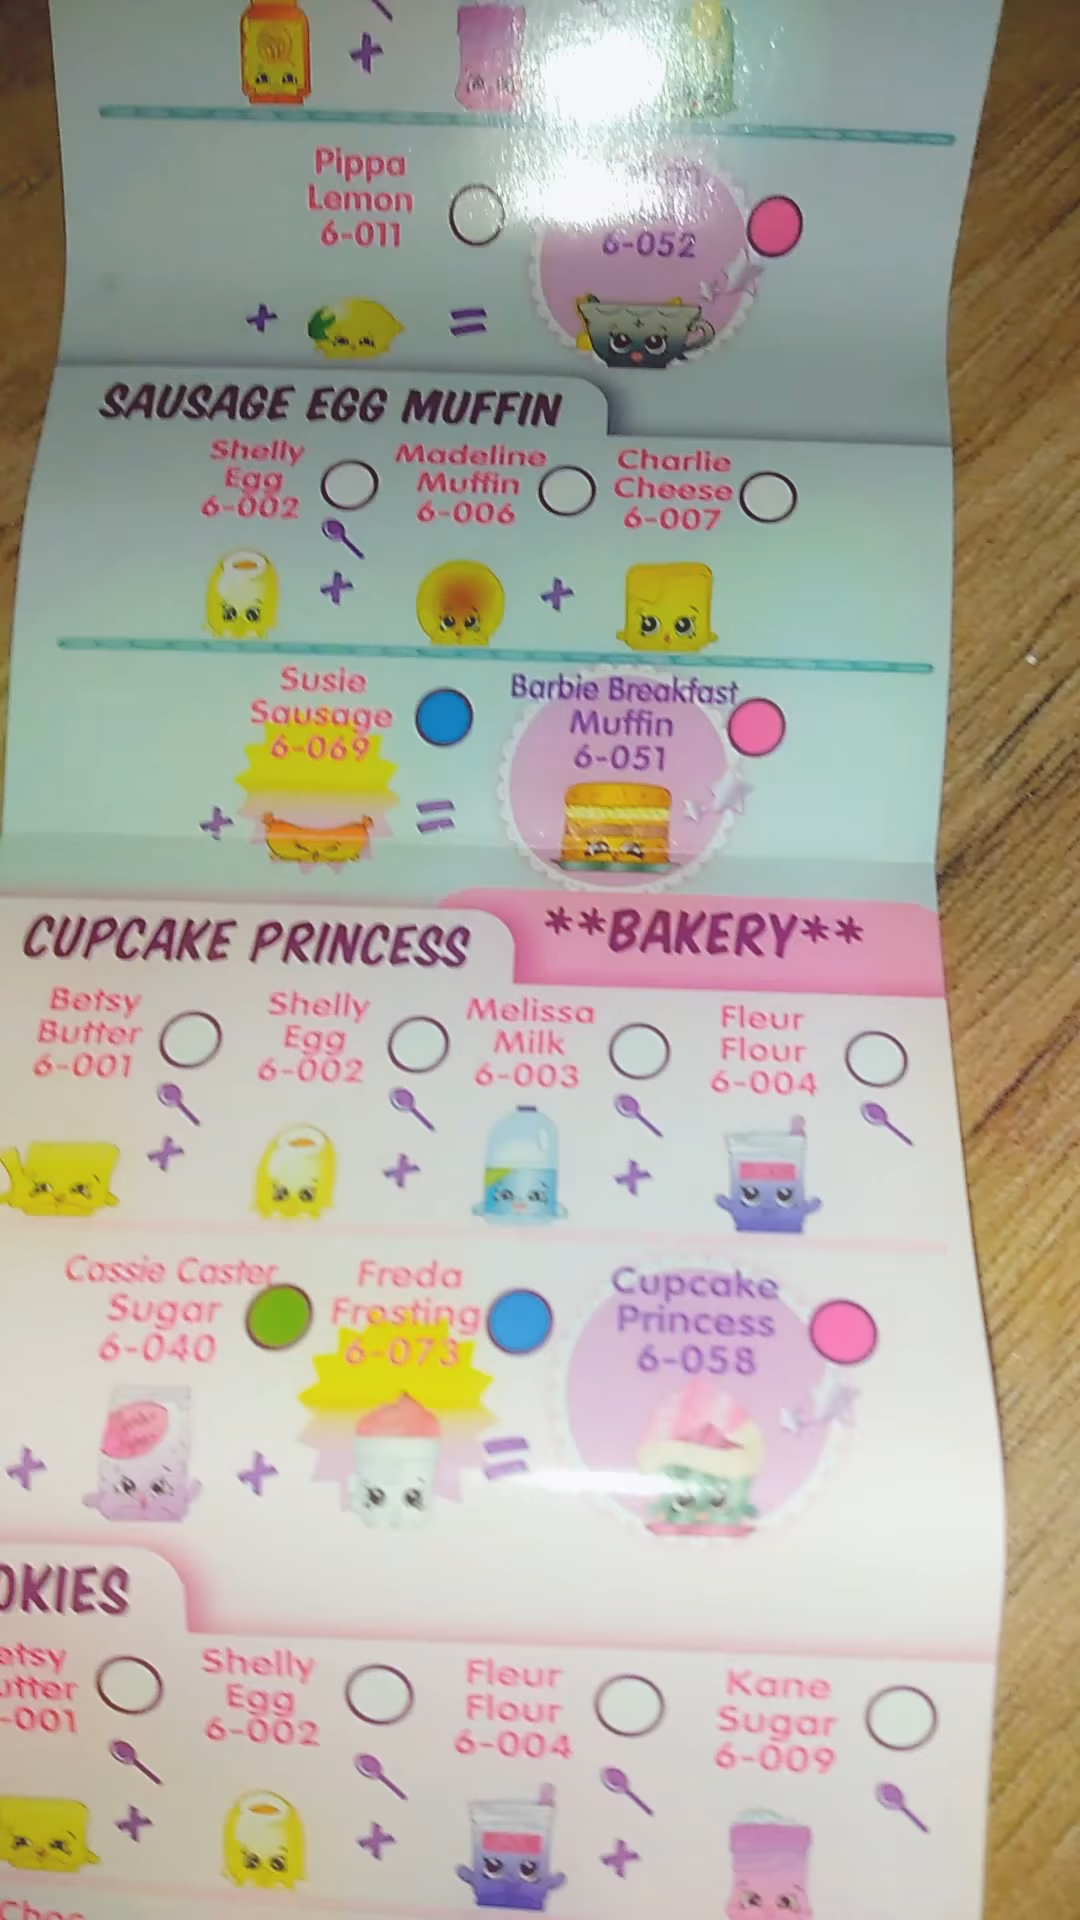 Pippa
Lemon
6-011
6-052
SAUSAGE EGG MUFFIN
Shelly
Egg
6-002
Madeline
Muffin
6-006
Charlie
Cheese
6-007
Susie
Sausage
6-069
Barbie Breakfast
Muffin
6-051
CUPCAKE PRINCESS
**BAKERY**
Betsy
Butter
6-001
Shelly
Egg
6-002
Melissa
Milk
6-003
Fleur
Flour
6-004
Cassie Caster
Sugar
6-040
Freda
Frosting
6-073
Cupcake
Princess
6-058
OKIES
etsy
utter
-001
Shelly
Egg
6-002
Fleur
Flour
6-004
Kane
Sugar
6-009
Choc